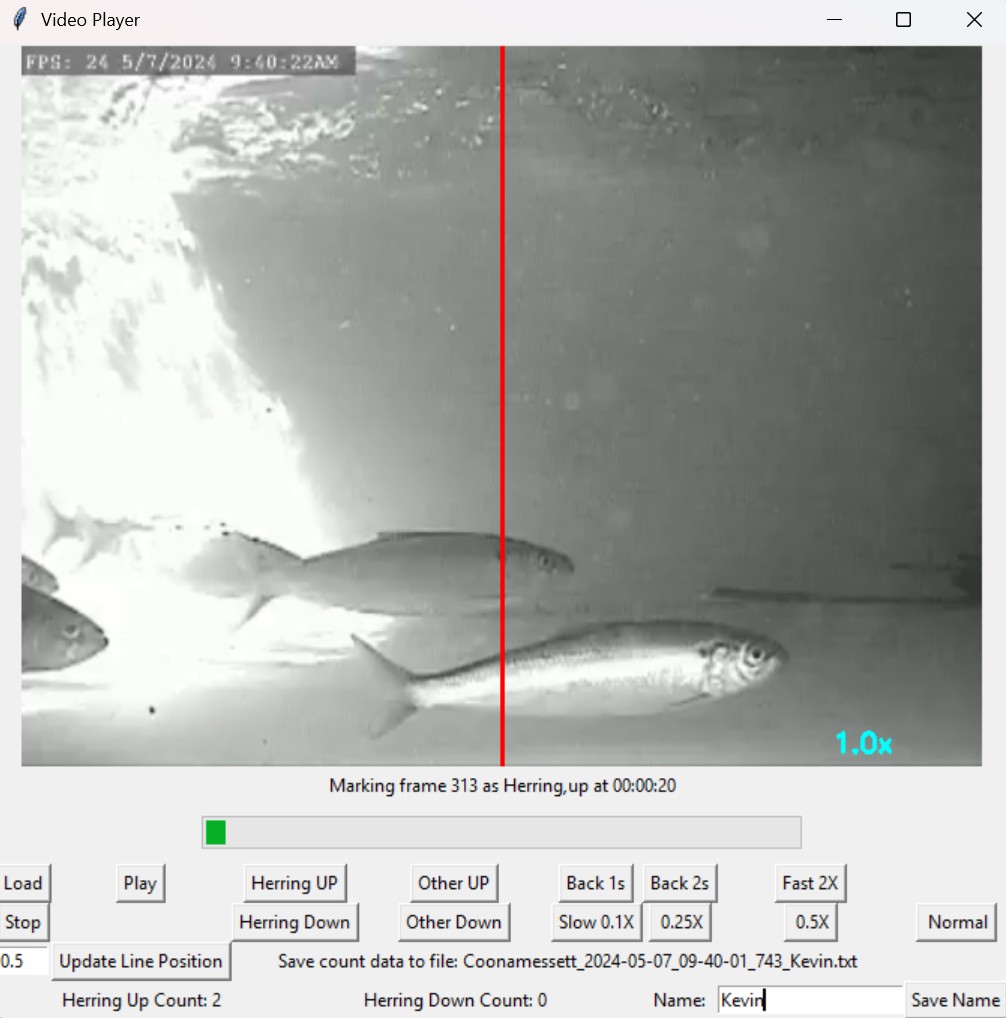 Video Player
FPS: 24 5/7/2024 9:40:22AM
1.0x
Marking frame 313 as Herring,up at 00:00:20
Load Play Herring UP Other UP Back 1s Back 2s Fast 2X
Stop Herring Down Other Down Slow 0.1X 0.25X 0.5X Normal
0.5 Update Line Position Save count data to file: Coonamessett_2024-05-07_09-40-01_743_Kevin.txt
Herring Up Count: 2 Herring Down Count: 0 Name: Kevin Save Name